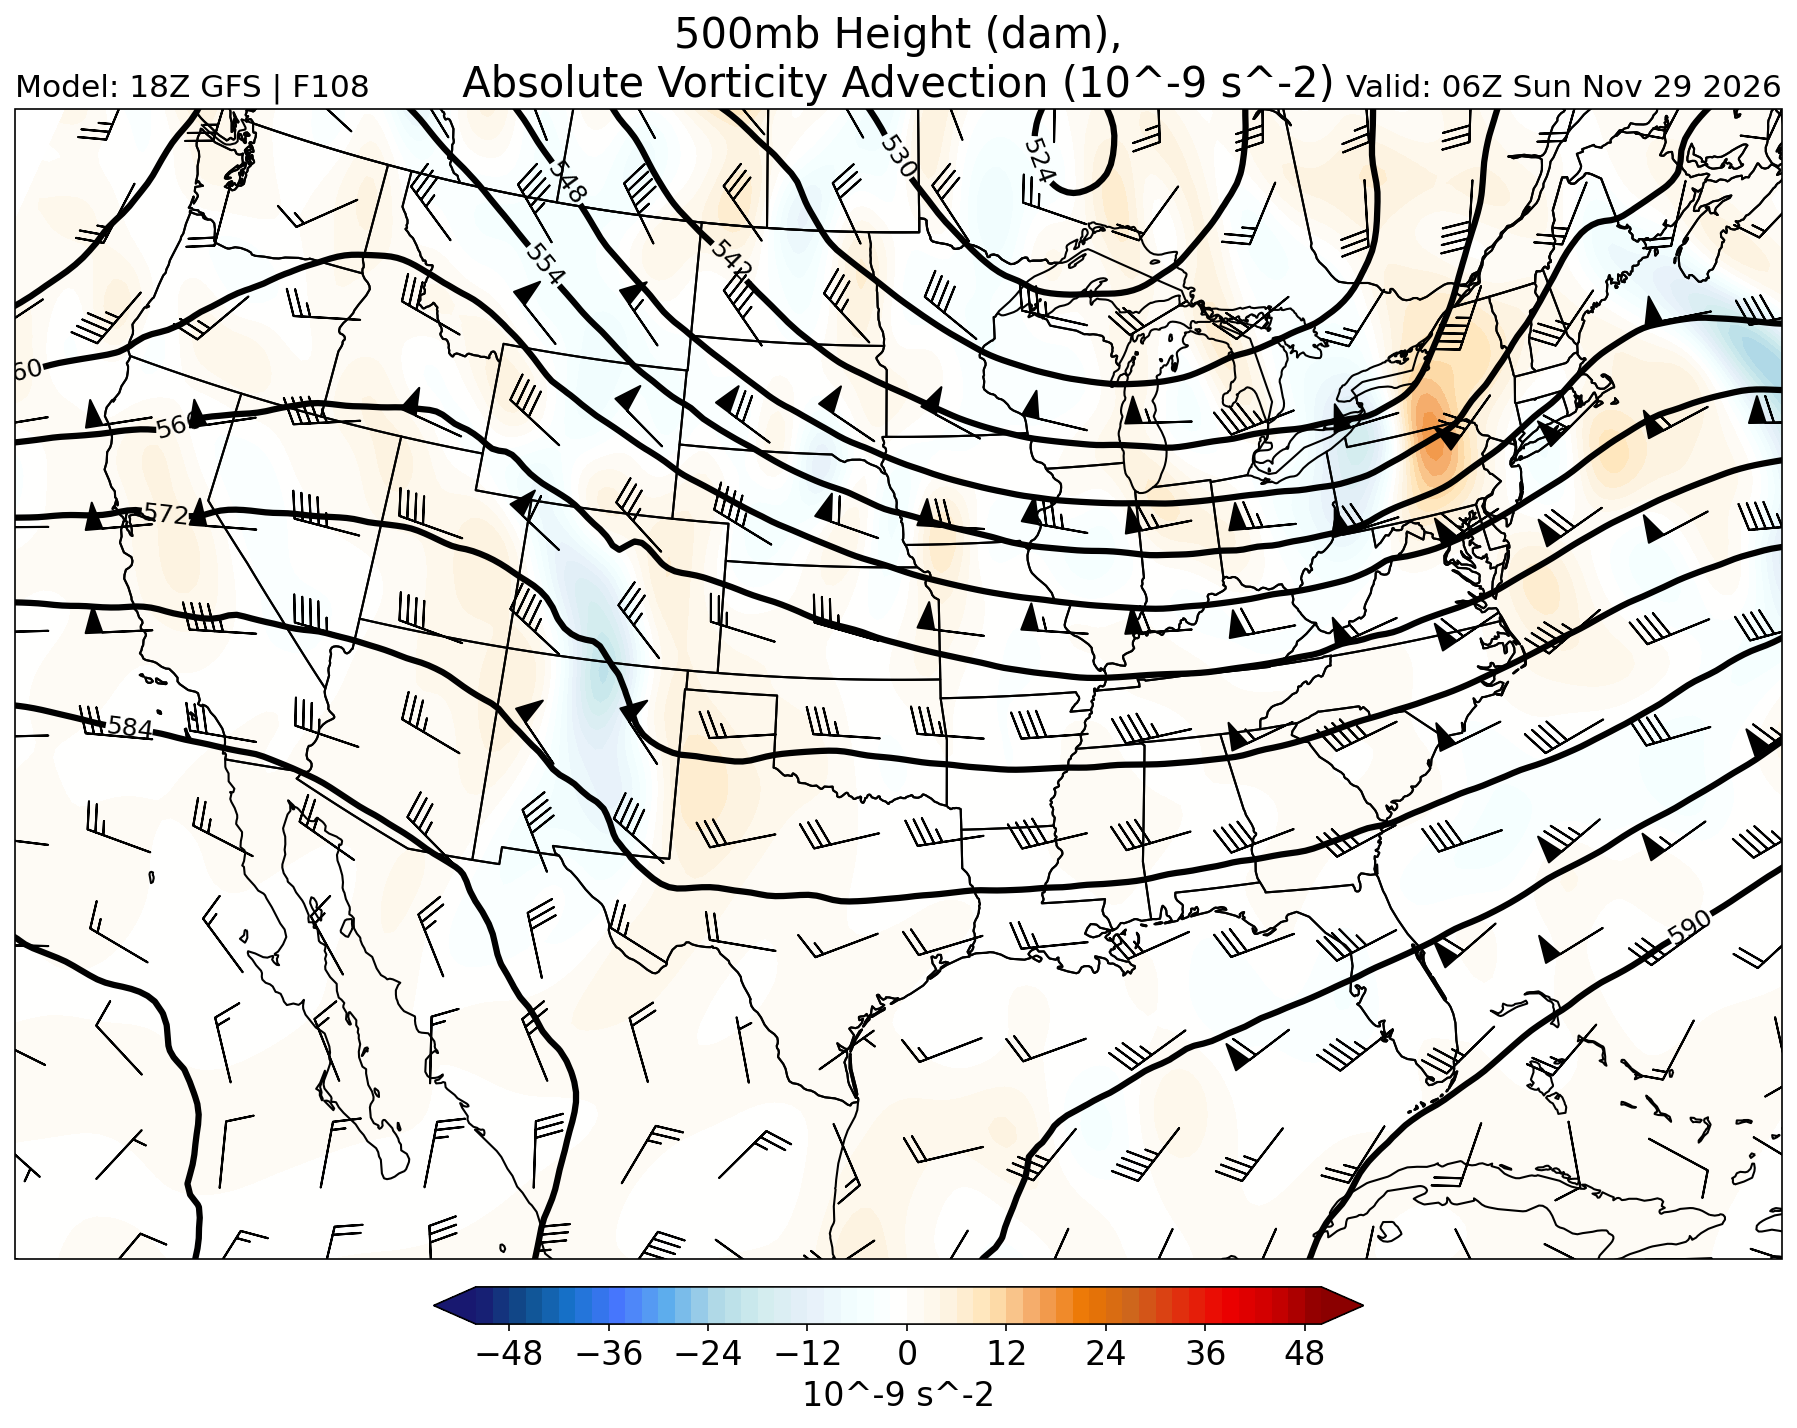 500mb Height (dam),
Model: 18Z GFS | F108
Absolute Vorticity Advection (10^-9 s^-2)
Valid: 06Z Sun Nov 29 2026
524
530
548
542
554
60
566
572
584
590
−48 −36 −24 −12 0 12 24 36 48
10^-9 s^-2